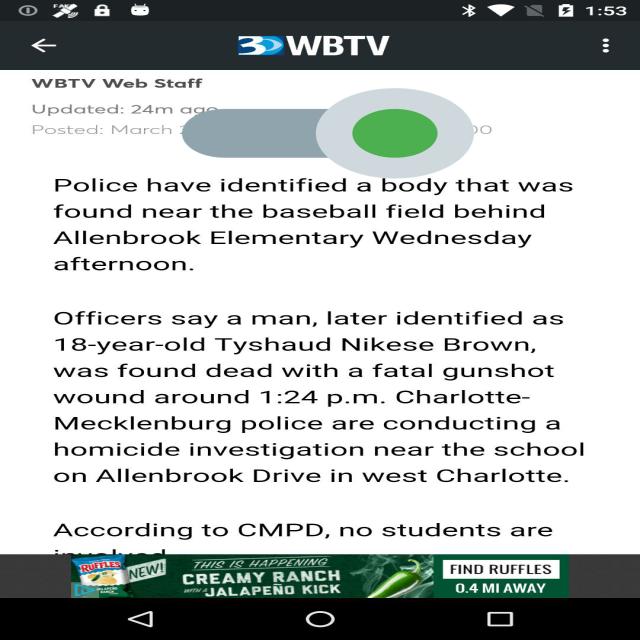 1:53
3 WBTV
WBTV Web Staff
Updated: 24m ago
Posted: March
00
Police have identified a body that was
found near the baseball field behind
Allenbrook Elementary Wednesday
afternoon.
Officers say a man, later identified as
18-year-old Tyshaud Nikese Brown,
was found dead with a fatal gunshot
wound around 1:24 p.m. Charlotte-
Mecklenburg police are conducting a
homicide investigation near the school
on Allenbrook Drive in west Charlotte.
According to CMPD, no students are
involved
RUFFLES
NEW!
THIS IS HAPPENING
CREAMY RANCH
WITH A JALAPEÑO KICK
FIND RUFFLES
0.4 MI AWAY